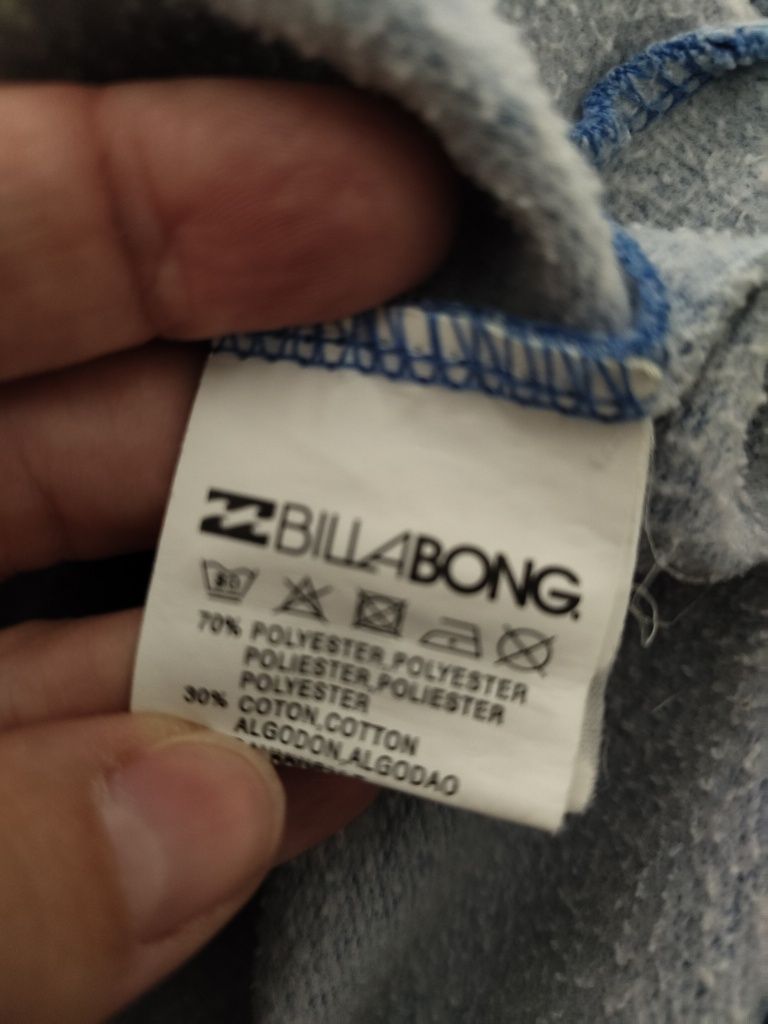 BILLABONG
70% POLYESTER, POLYESTER
POLIESTER, POLIESTER
POLYESTER
30% COTON, COTTON
ALGODON, ALGODAO